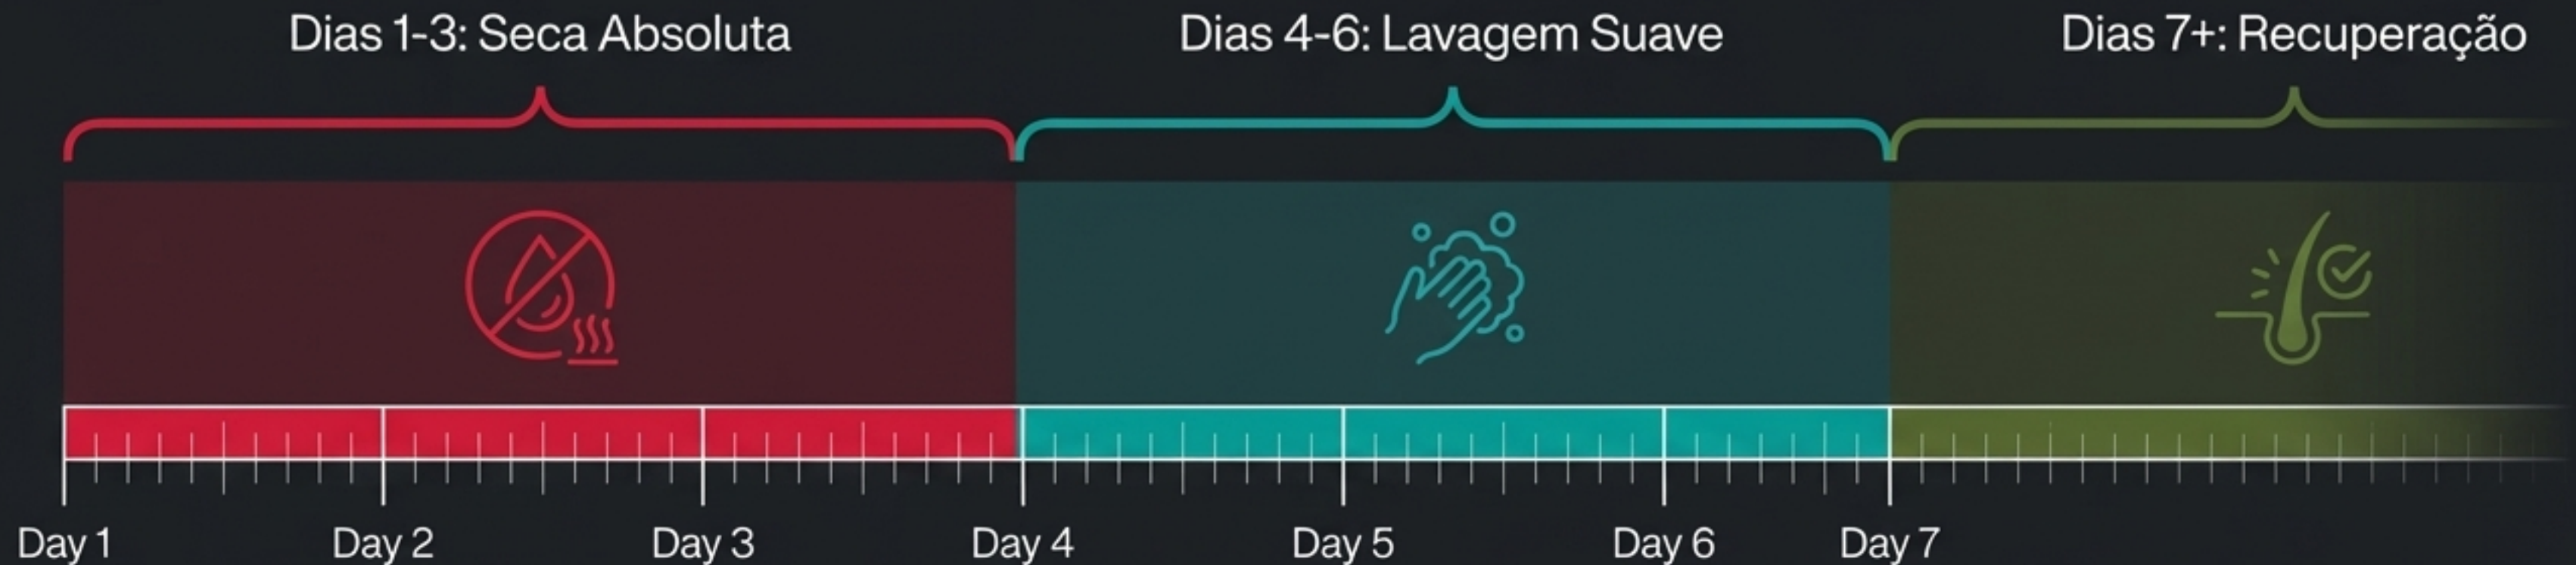 Dias 1-3: Seca Absoluta
Dias 4-6: Lavagem Suave
Dias 7+: Recuperação
Day 1
Day 2
Day 3
Day 4
Day 5
Day 6
Day 7